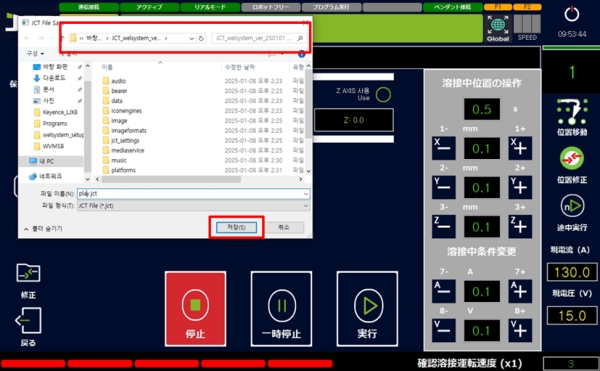 通信接続 アクティブ リアルモード ロボットフリー プログラム実行 ペンダント接続 F1 F2
JCT File Sa
Global SPEED 09:53:44
« 바탕... › JCT_welsystem_ve... JCT_welsystem_ver_250101 ...
구성
이름 수정한 날짜 유형
바탕 화면
다운로드
문서
사진
Keyence_LJXB
Programs
welsystem_setup
WVMSB
내 PC
네트워크
audio 2025-01-08 오후 2:23 파일
bearer 2025-01-08 오후 2:23 파일
data 2025-01-08 오후 2:31 파일
iconengines 2025-01-08 오후 2:23 파일
image 2025-01-08 오후 2:31 파일
imageformats 2025-01-08 오후 2:25 파일
jct_settings 2025-01-08 오후 2:31 파일
mediaservice 2025-01-08 오후 2:25 파일
music 2025-01-08 오후 2:30 파일
platforms 2025-01-08 오후 2:25 파일
파일 이름(N): play.jct
파일 형식(T): JCT File (*.jct)
폴더 숨기기 저장(S) 취소
Z AXIS 사용
Use
Z: 0.0
溶接中位置の操作
0.5 s
1- mm 1+
X 0.1 X
2- mm 2+
Y 0.1 Y
3- mm 3+
Z 0.1 Z
溶接中条件変更
7- A 7+
A 0.1 A
8- V 8+
V 0.1 V
1
位置移動
位置修正
途中実行
現電流 (A)
130.0
現電圧 (V)
15.0
修正
戻る
停止
一時停止
実行
確認溶接運転速度 (x1) 3